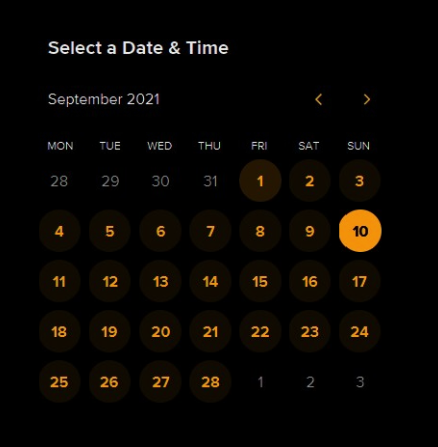 Select a Date & Time
September 2021
MON TUE WED THU FRI SAT SUN
28 29 30 31 1 2 3
4 5 6 7 8 9 10
11 12 13 14 15 16 17
18 19 20 21 22 23 24
25 26 27 28 1 2 3